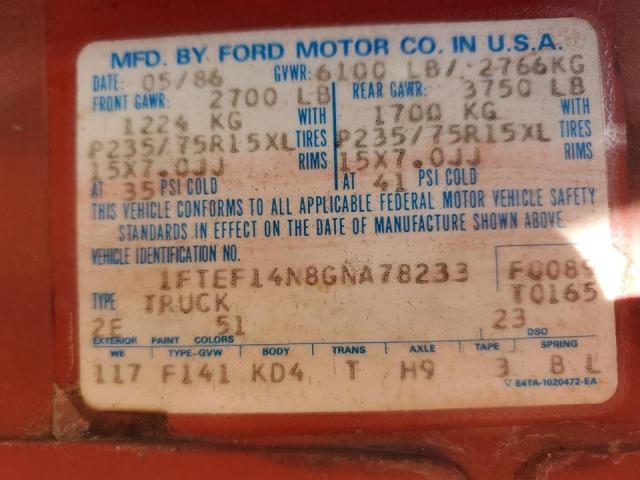 MFD. BY FORD MOTOR CO. IN U.S.A.
DATE: 05/86 GVWR: 6100 LB/ 2766KG
FRONT GAWR: 2700 LB REAR GAWR: 3750 LB
1224 KG WITH 1700 KG WITH
P235/75R15XL TIRES P235/75R15XL TIRES
15X7.0JJ RIMS 15X7.0JJ RIMS
AT 35 PSI COLD AT 41 PSI COLD
THIS VEHICLE CONFORMS TO ALL APPLICABLE FEDERAL MOTOR VEHICLE SAFETY
STANDARDS IN EFFECT ON THE DATE OF MANUFACTURE SHOWN ABOVE.
VEHICLE IDENTIFICATION NO.
1FTEF14N8GNA78233 F0089
TYPE TRUCK T0165
2E 51 23
EXTERIOR PAINT COLORS DSO
WB TYPE-GVW BODY TRANS AXLE TAPE SPRING
117 F141 KD4 T H9 3 B L
▽ E4TA-1020472-EA